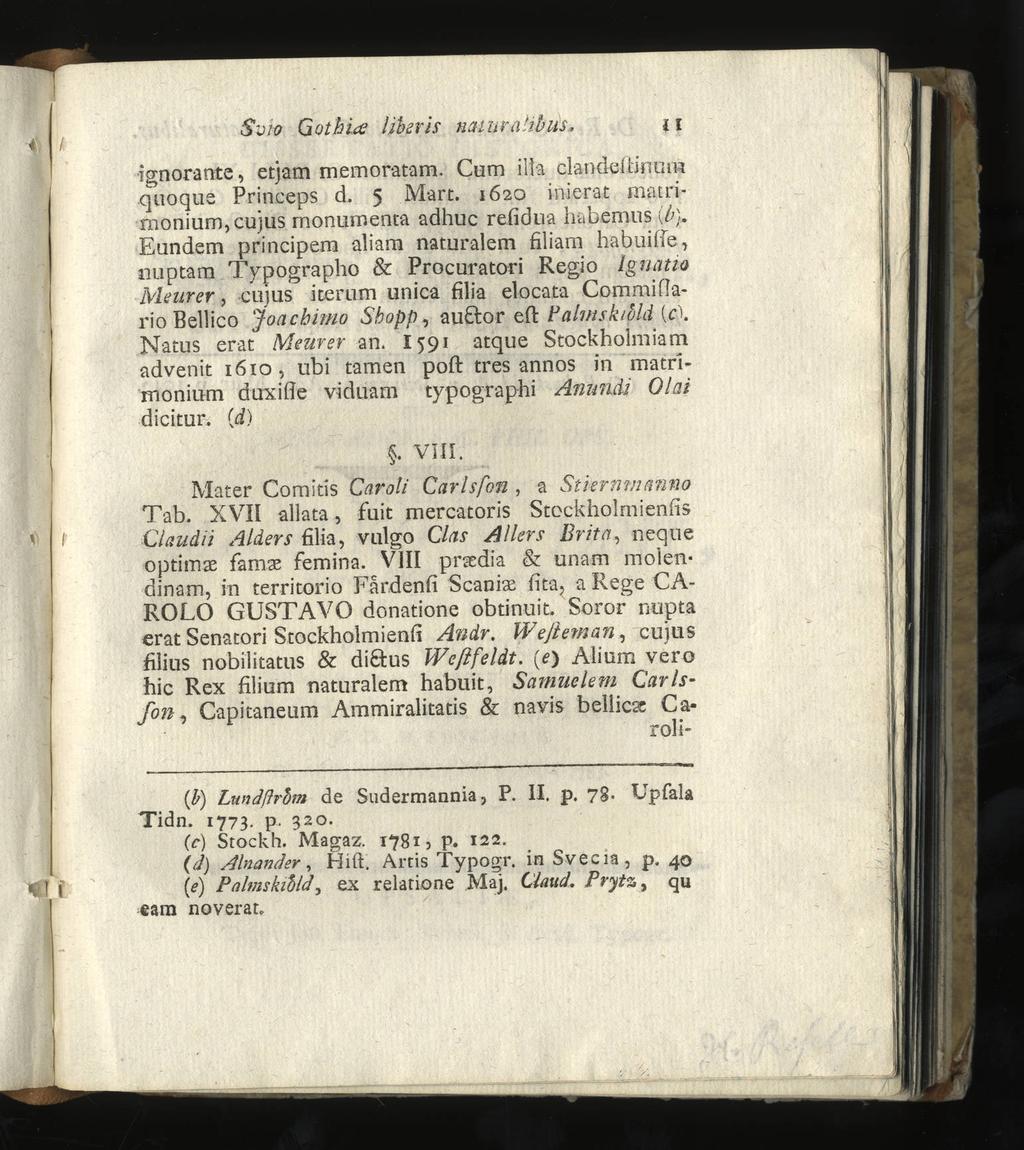 Svio Gothiæ liberis naturalibus. 11
ignorante, etjam memoratam. Cum illa clandeſtinum
quoque Princeps d. 5 Mart. 1620 inierat matri-
monium, cujus monumenta adhuc reſidua habemus (b).
Eundem principem aliam naturalem filiam habuiſſe,
nuptam Typographo & Procuratori Regio Ignatio
Meurer, cujus iterum unica filia elocata Commiſſa-
rio Bellico Joachimo Shopp, auctor eſt Palmskiöld (c).
Natus erat Meurer an. 1591 atque Stockholmiam
advenit 1610, ubi tamen poſt tres annos in matri-
monium duxiſſe viduam typographi Anundi Olai
dicitur. (d)
§. VIII.
Mater Comitis Caroli Carlsſon, a Stiernmanno
Tab. XVII allata, fuit mercatoris Stockholmienſis
Claudii Alders filia, vulgo Clas Allers Brita, neque
optimæ famæ femina. VIII prædia & unam molen-
dinam, in territorio Fårdenſi Scaniæ ſita, a Rege CA-
ROLO GUSTAVO donatione obtinuit. Soror nupta
erat Senatori Stockholmienſi Andr. Weſteman, cujus
filius nobilitatus & dictus Weſtfeldt. (e) Alium vero
hic Rex filium naturalem habuit, Samuelem Carls-
ſon, Capitaneum Ammiralitatis & navis bellicæ Ca-
roli-
(b) Lundſtröm de Sudermannia, P. II. p. 78. Upſala
Tidn. 1773. p. 320.
(c) Stockh. Magaz. 1781, p. 122.
(d) Alnander, Hiſt. Artis Typogr. in Svecia, p. 40
(e) Palmskiöld, ex relatione Maj. Claud. Prytz, qu
eam noverat.